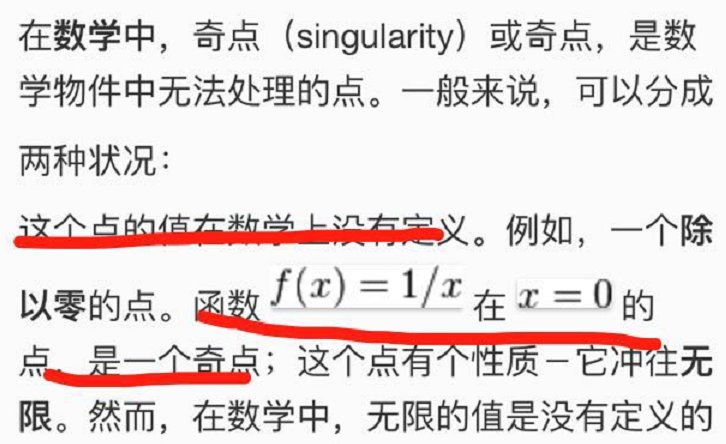 在数学中，奇点（singularity）或奇点，是数
学物件中无法处理的点。一般来说，可以分成
两种状况：
这个点的值在数学上没有定义。例如，一个除
以零的点。函数 f(x) = 1/x 在 x = 0 的
点，是一个奇点；这个点有个性质－它冲往无
限。然而，在数学中，无限的值是没有定义的